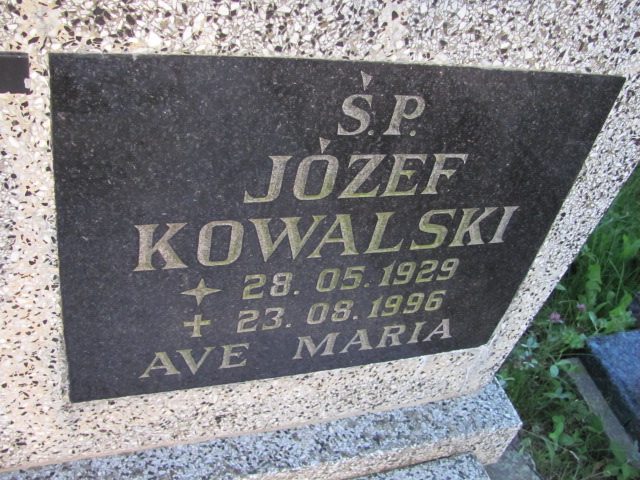 Ś.P.
JÓZEF
KOWALSKI
28.05.1929
23.08.1996
AVE MARIA